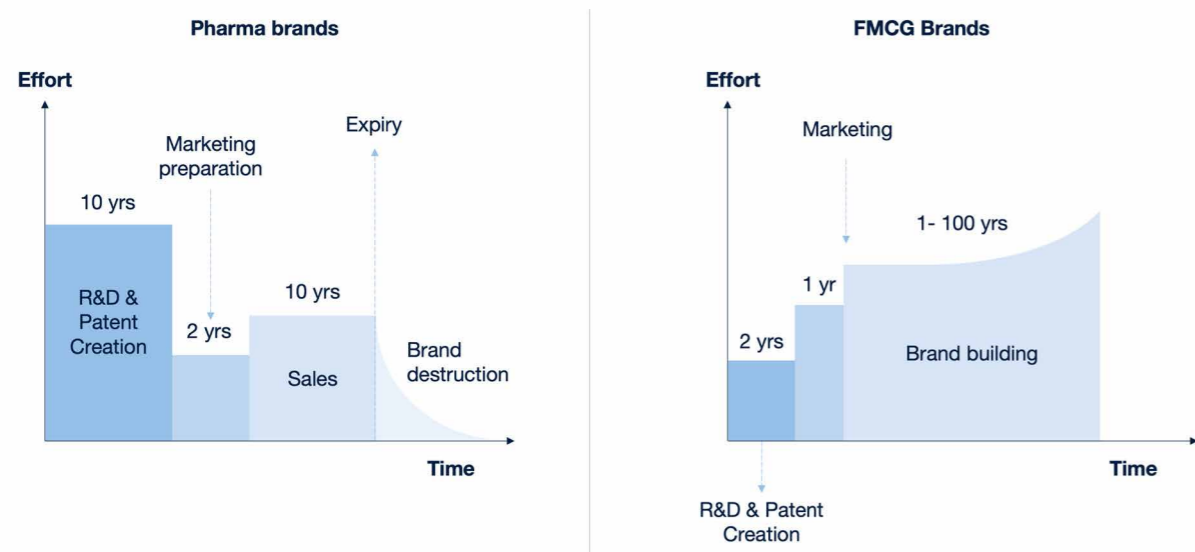 Pharma brands
Effort
Expiry
Marketing
preparation
10 yrs
R&D &
Patent
Creation
2 yrs
10 yrs
Sales
Brand
destruction
Time
FMCG Brands
Effort
Marketing
1- 100 yrs
1 yr
2 yrs
Brand building
Time
R&D & Patent
Creation